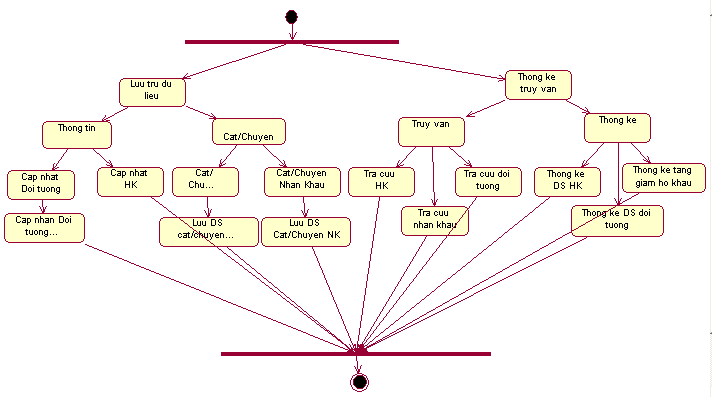 Luu tru du
lieu
Thong ke
truy van
Thong tin
Cat/Chuyen
Truy van
Thong ke
Cap nhat
Doi tuong
Cap nhat
HK
Cat/
Chu...
Cat/Chuyen
Nhan Khau
Tra cuu
HK
Tra cuu doi
tuong
Thong ke
DS HK
Thong ke tang
giam ho khau
Cap nhan Doi
tuong...
Luu DS
cat/chuyen...
Luu DS
Cat/Chuyen NK
Tra cuu
nhan khau
Thong ke DS doi
tuong